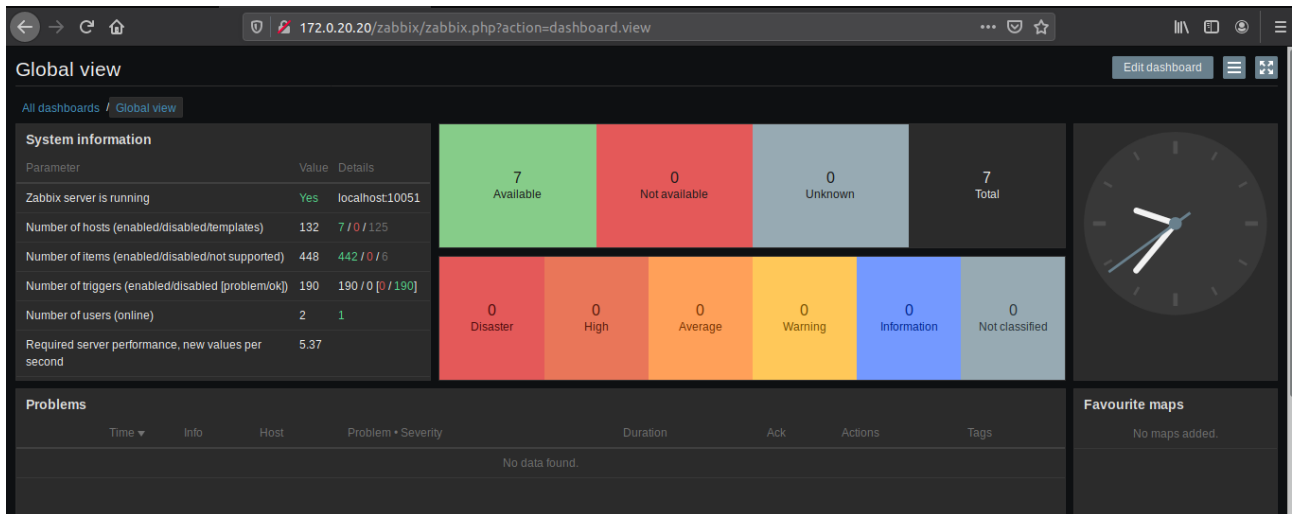 172.0.20.20/zabbix/zabbix.php?action=dashboard.view
Global view
Edit dashboard
All dashboards / Global view
System information
Parameter Value Details
Zabbix server is running Yes localhost:10051
Number of hosts (enabled/disabled/templates) 132 7 / 0 / 125
Number of items (enabled/disabled/not supported) 448 442 / 0 / 6
Number of triggers (enabled/disabled [problem/ok]) 190 190 / 0 [0 / 190]
Number of users (online) 2 1
Required server performance, new values per 5.37
second
7 0 0 7
Available Not available Unknown Total
0 0 0 0 0 0
Disaster High Average Warning Information Not classified
Problems
Time Info Host Problem • Severity Duration Ack Actions Tags
No data found.
Favourite maps
No maps added.